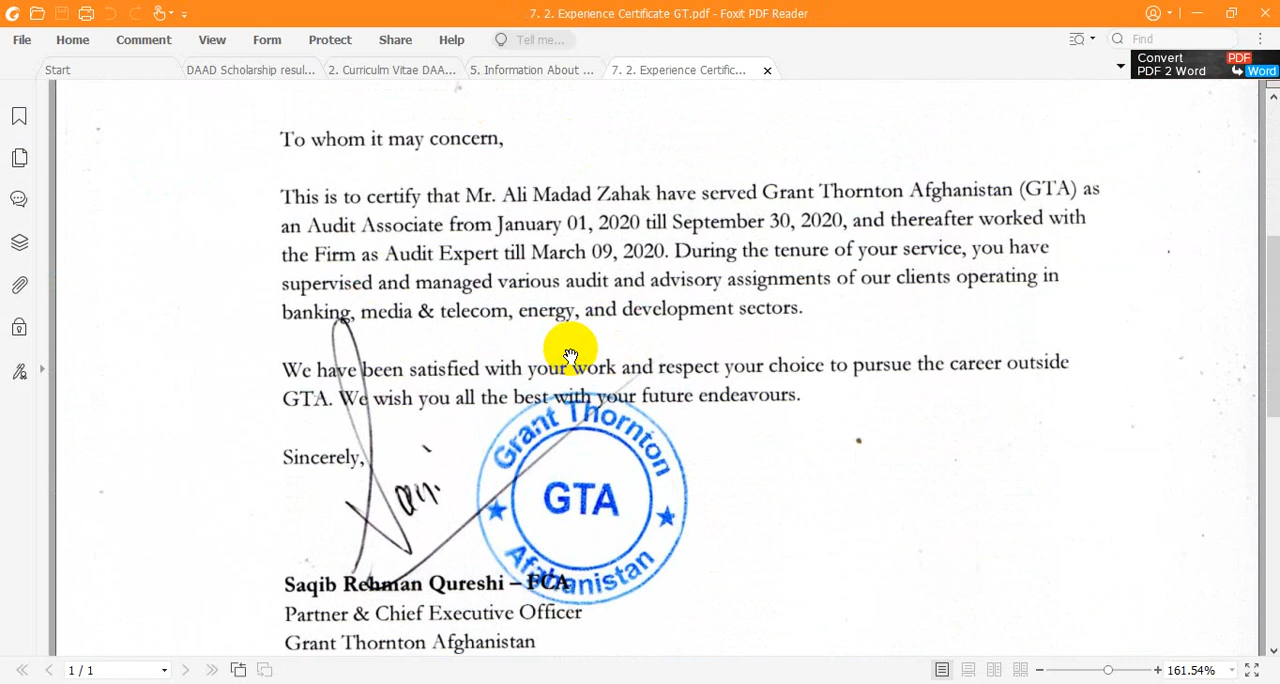 7. 2. Experience Certificate GT.pdf - Foxit PDF Reader
File Home Comment View Form Protect Share Help Tell me... Find
Start DAAD Scholarship resul... 2. Curriculm Vitae DAA... 5. Information About ... 7. 2. Experience Certific...
Convert PDF
PDF 2 Word Word
To whom it may concern,
This is to certify that Mr. Ali Madad Zahak have served Grant Thornton Afghanistan (GTA) as
an Audit Associate from January 01, 2020 till September 30, 2020, and thereafter worked with
the Firm as Audit Expert till March 09, 2020. During the tenure of your service, you have
supervised and managed various audit and advisory assignments of our clients operating in
banking, media & telecom, energy, and development sectors.
We have been satisfied with your work and respect your choice to pursue the career outside
GTA. We wish you all the best with your future endeavours.
Sincerely,
Grant Thornton
GTA
Afghanistan
Saqib Rehman Qureshi – FCA
Partner & Chief Executive Officer
Grant Thornton Afghanistan
1 / 1
161.54%